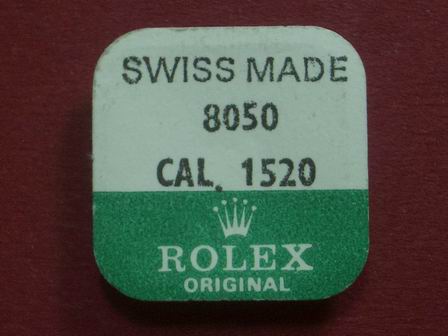 SWISS MADE
8050
CAL. 1520
ROLEX
ORIGINAL